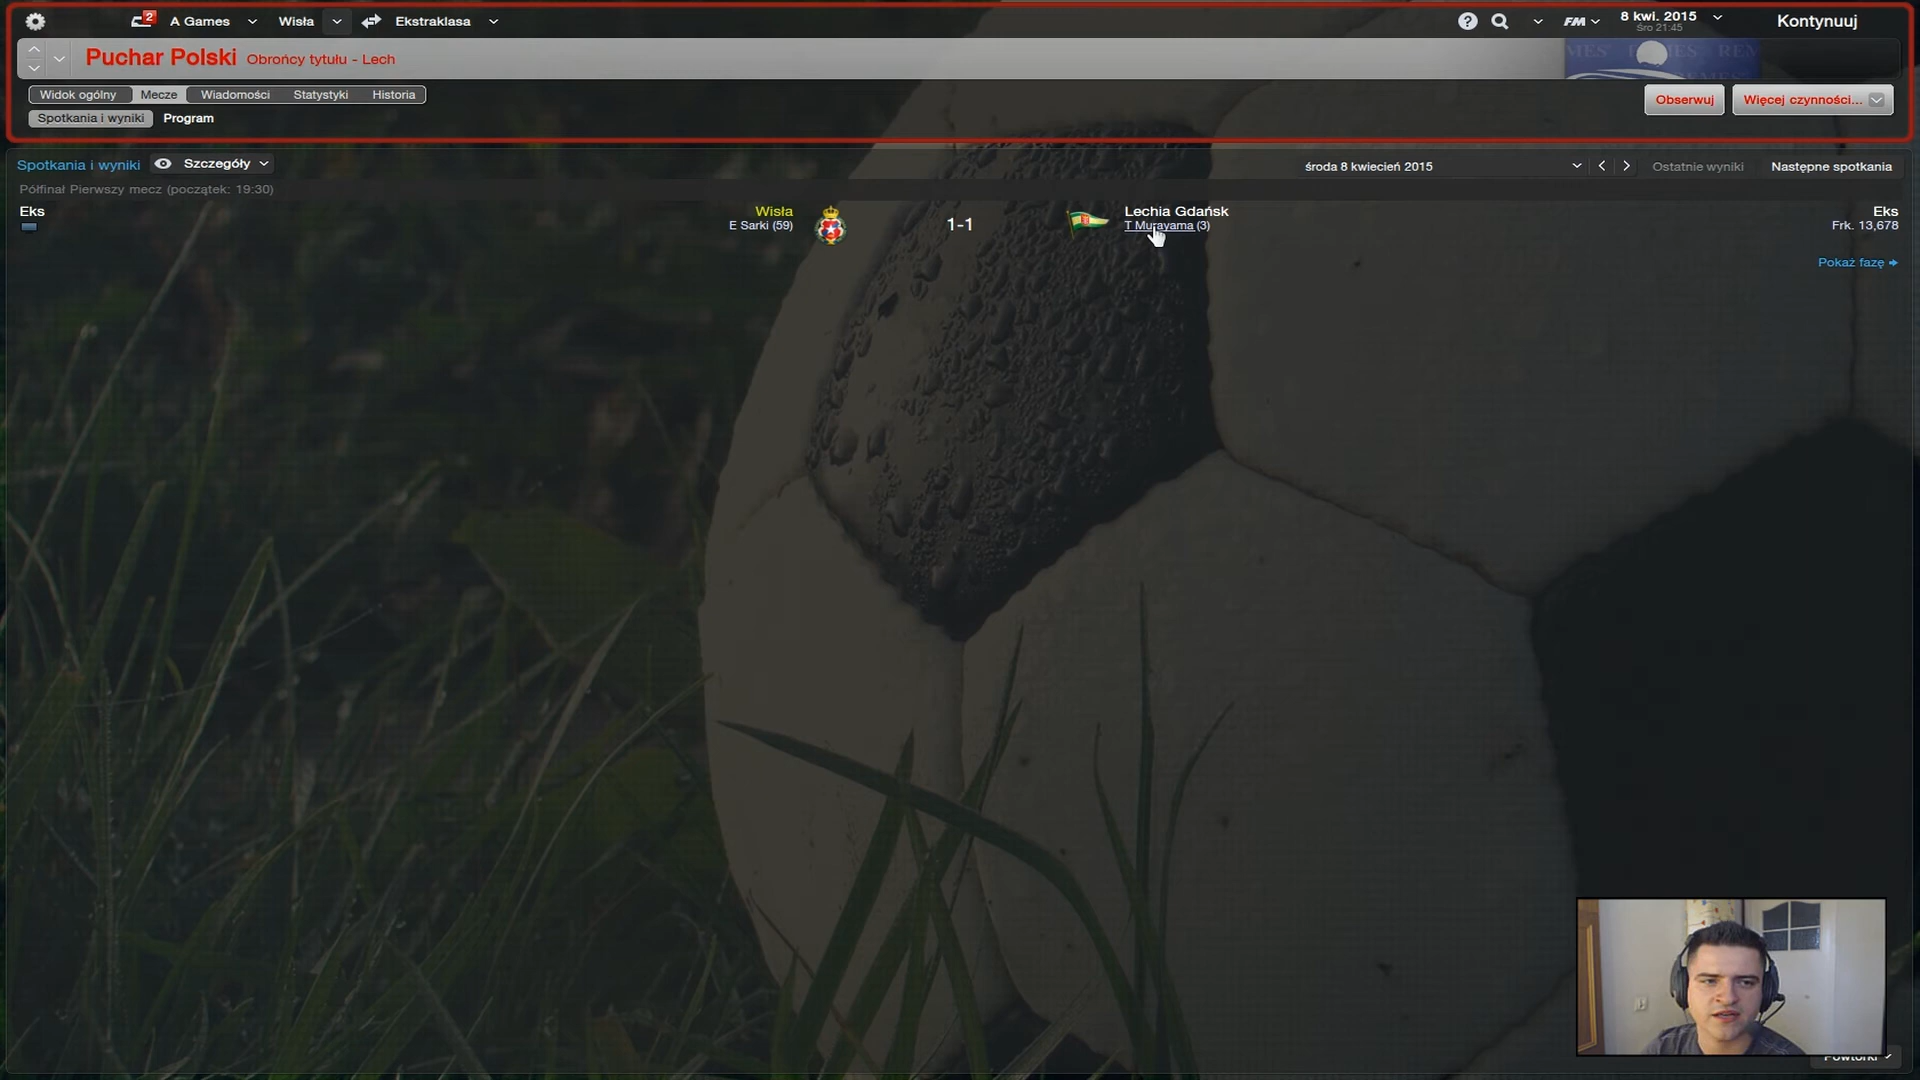 2 A Games Wisła Ekstraklasa ? FM 8 kwi. 2015 Kontynuuj
Śro 21:45
Puchar Polski Obrońcy tytułu - Lech
Widok ogólny Mecze Wiadomości Statystyki Historia
Obserwuj Więcej czynności...
Spotkania i wyniki Program
Spotkania i wyniki Szczegóły środa 8 kwiecień 2015 Ostatnie wyniki Następne spotkania
Półfinał Pierwszy mecz (początek: 19:30)
Eks Wisła 1-1 Lechia Gdańsk Eks
E Sarki (59) T Murayama (3) Frk. 13,678
Pokaż fazę
Powtórki